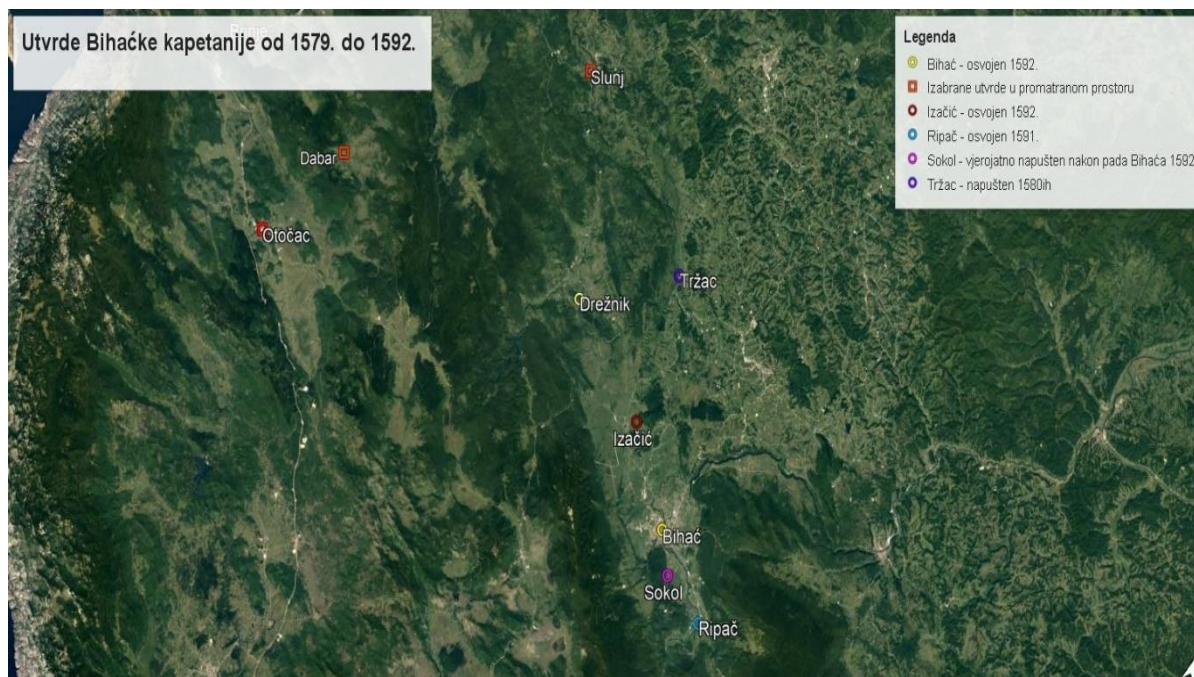 Utvrde Bihaćke kapetanije od 1579. do 1592.
Legenda
Bihać - osvojen 1592.
Izabrane utvrde u promatranom prostoru
Izačić - osvojen 1592.
Ripač - osvojen 1591.
Sokol - vjerojatno napušten nakon pada Bihaća 1592
Tržac - napušten 1580ih
Slunj
Dabar
Otočac
Tržac
Drežnik
Izačić
Bihać
Sokol
Ripač